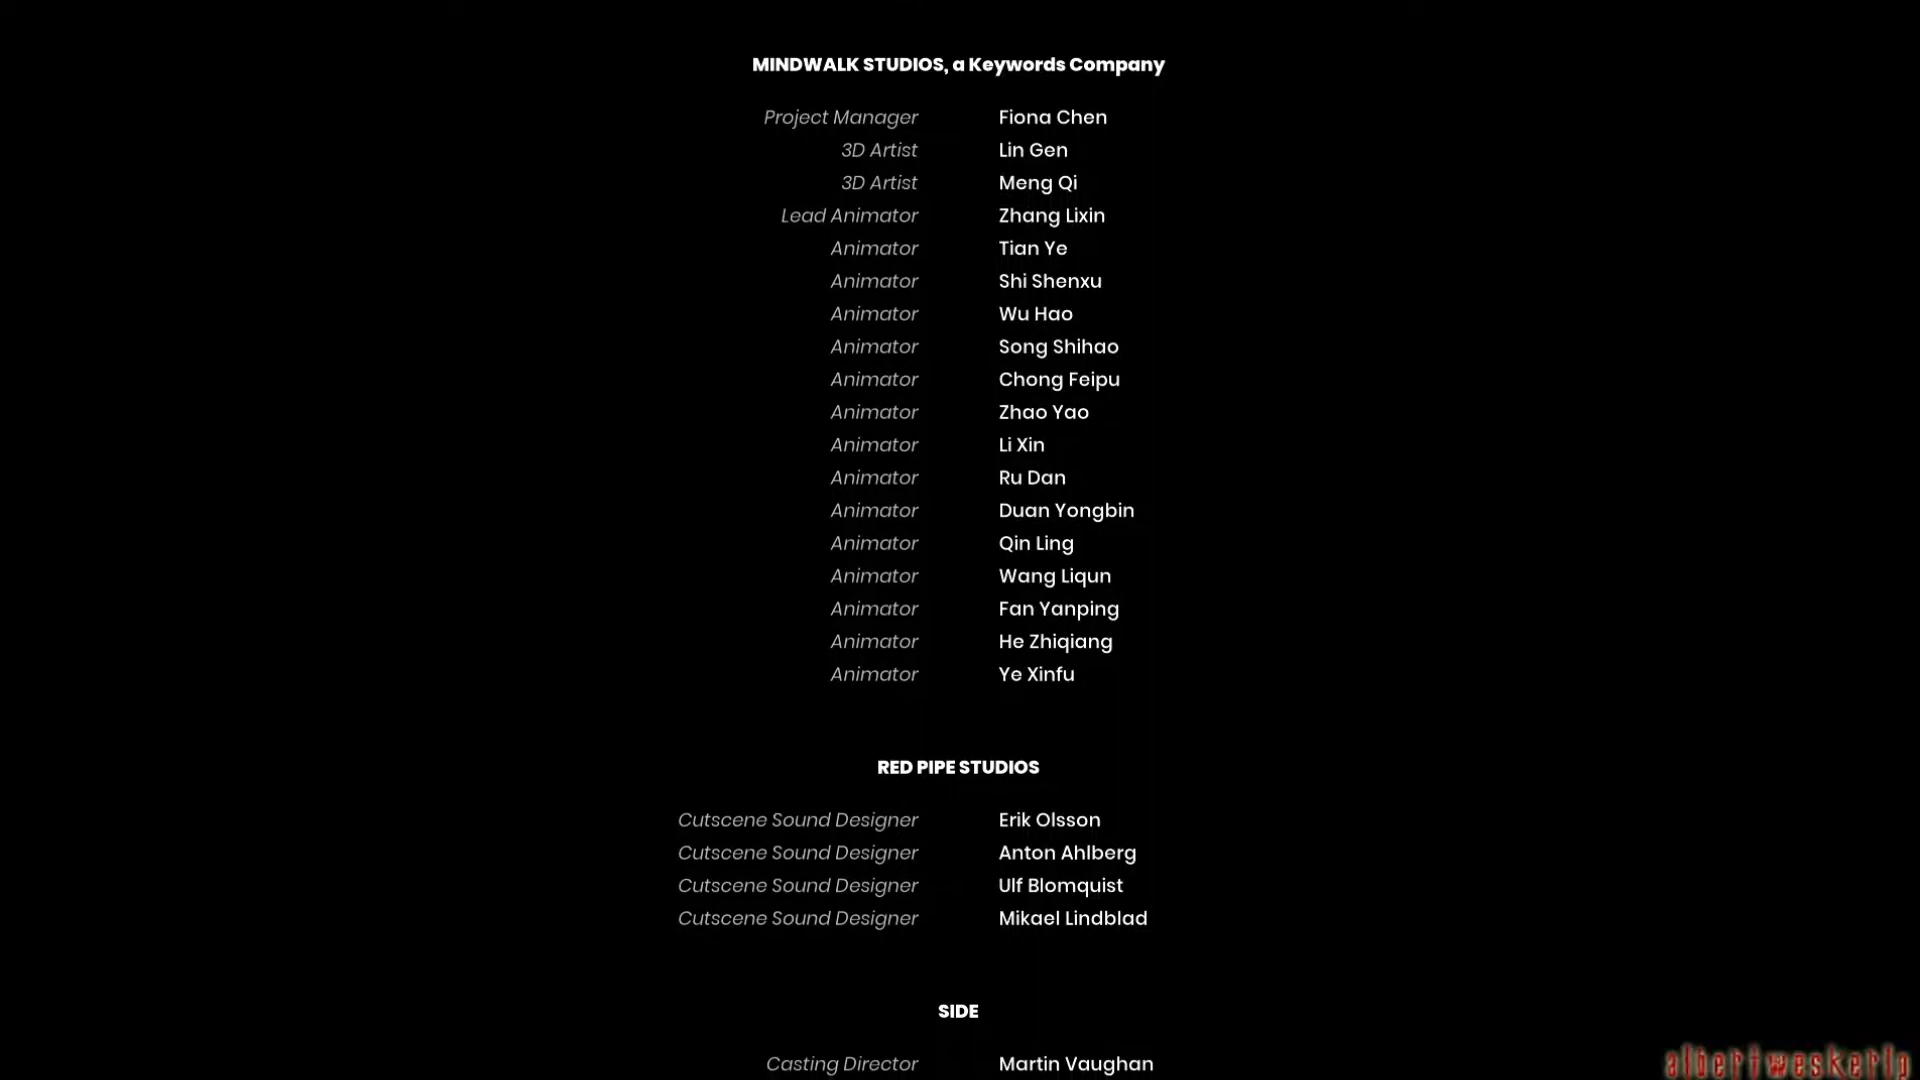 MINDWALK STUDIOS, a Keywords Company
Project Manager Fiona Chen
3D Artist Lin Gen
3D Artist Meng Qi
Lead Animator Zhang Lixin
Animator Tian Ye
Animator Shi Shenxu
Animator Wu Hao
Animator Song Shihao
Animator Chong Feipu
Animator Zhao Yao
Animator Li Xin
Animator Ru Dan
Animator Duan Yongbin
Animator Qin Ling
Animator Wang Liqun
Animator Fan Yanping
Animator He Zhiqiang
Animator Ye Xinfu
RED PIPE STUDIOS
Cutscene Sound Designer Erik Olsson
Cutscene Sound Designer Anton Ahlberg
Cutscene Sound Designer Ulf Blomquist
Cutscene Sound Designer Mikael Lindblad
SIDE
Casting Director Martin Vaughan
albertweskerlp